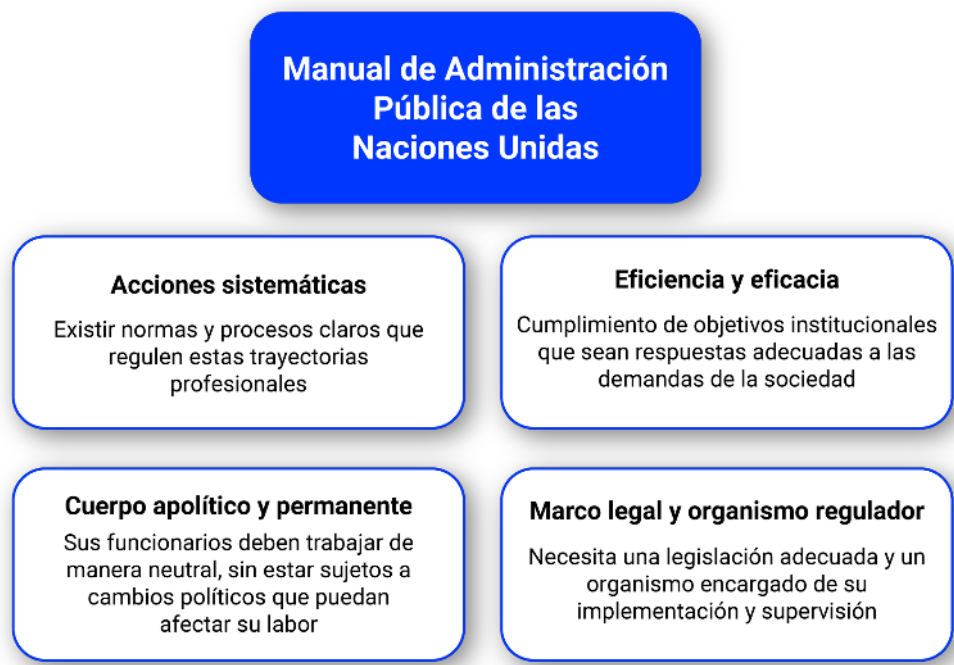 Manual de Administración
Pública de las
Naciones Unidas
Acciones sistemáticas
Existir normas y procesos claros que
regulen estas trayectorias
profesionales
Eficiencia y eficacia
Cumplimiento de objetivos institucionales
que sean respuestas adecuadas a las
demandas de la sociedad
Cuerpo apolítico y permanente
Sus funcionarios deben trabajar de
manera neutral, sin estar sujetos a
cambios políticos que puedan
afectar su labor
Marco legal y organismo regulador
Necesita una legislación adecuada y un
organismo encargado de su
implementación y supervisión